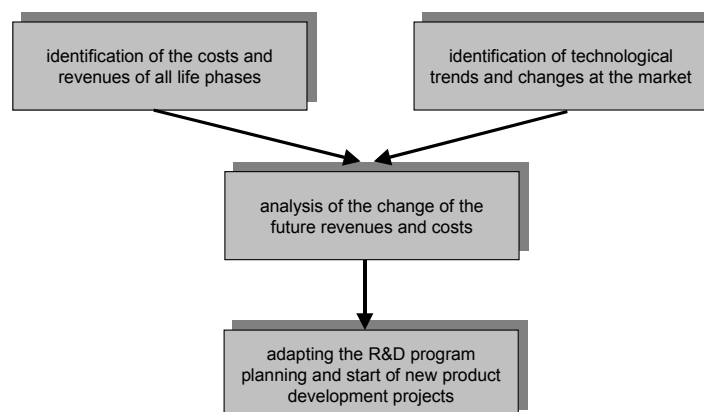 identification of the costs and
revenues of all life phases
identification of technological
trends and changes at the market
analysis of the change of the
future revenues and costs
adapting the R&D program
planning and start of new product
development projects